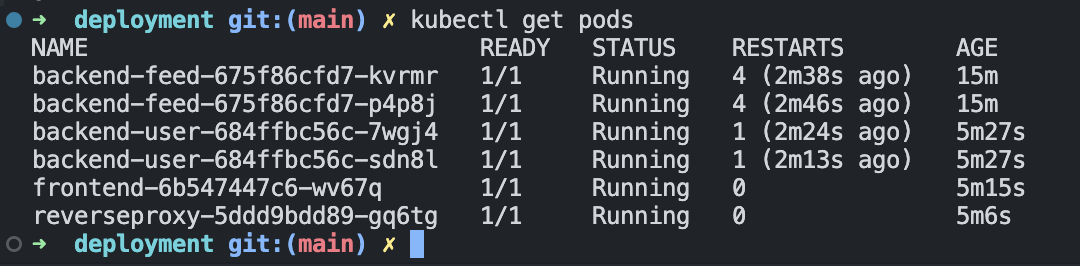 ➜ deployment git:(main) ✗ kubectl get pods
NAME READY STATUS RESTARTS AGE
backend-feed-675f86cfd7-kvrmr 1/1 Running 4 (2m38s ago) 15m
backend-feed-675f86cfd7-p4p8j 1/1 Running 4 (2m46s ago) 15m
backend-user-684ffbc56c-7wgj4 1/1 Running 1 (2m24s ago) 5m27s
backend-user-684ffbc56c-sdn8l 1/1 Running 1 (2m13s ago) 5m27s
frontend-6b547447c6-wv67q 1/1 Running 0 5m15s
reverseproxy-5ddd9bdd89-gq6tg 1/1 Running 0 5m6s
➜ deployment git:(main) ✗